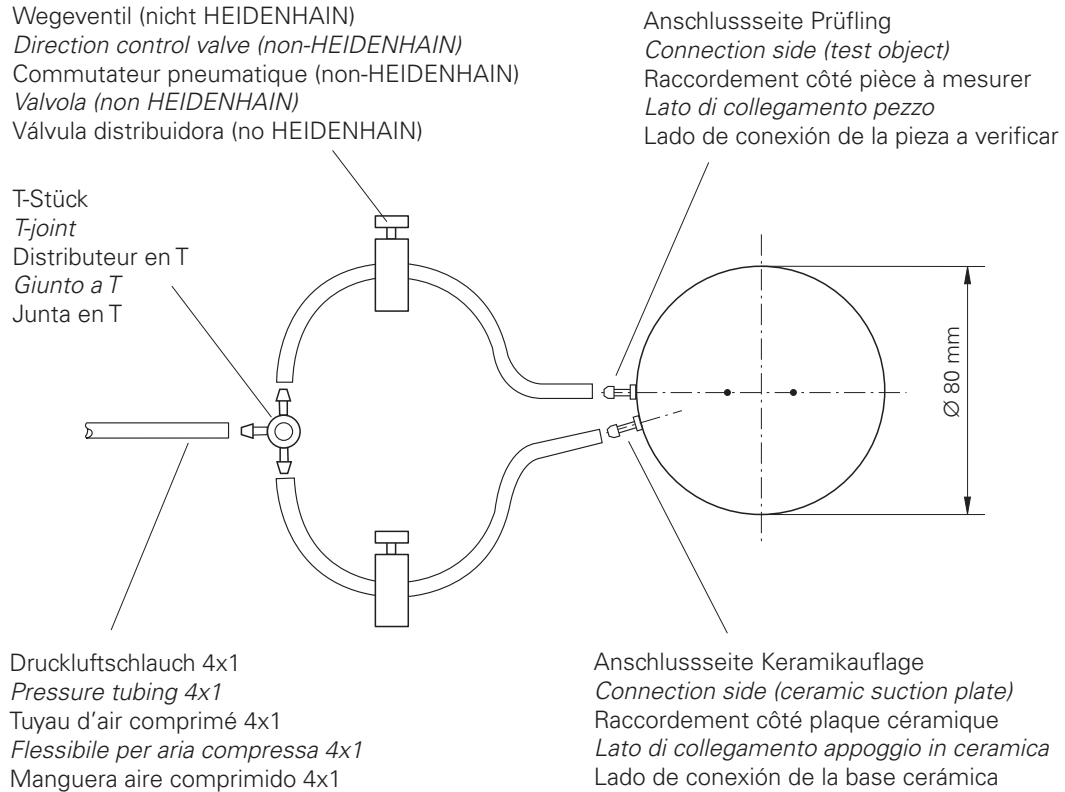 Wegeventil (nicht HEIDENHAIN)
Direction control valve (non-HEIDENHAIN)
Commutateur pneumatique (non-HEIDENHAIN)
Valvola (non HEIDENHAIN)
Válvula distribuidora (no HEIDENHAIN)
Anschlussseite Prüfling
Connection side (test object)
Raccordement côté pièce à mesurer
Lato di collegamento pezzo
Lado de conexión de la pieza a verificar
T-Stück
T-joint
Distributeur en T
Giunto a T
Junta en T
Ø 80 mm
Druckluftschlauch 4x1
Pressure tubing 4x1
Tuyau d'air comprimé 4x1
Flessibile per aria compressa 4x1
Manguera aire comprimido 4x1
Anschlussseite Keramikauflage
Connection side (ceramic suction plate)
Raccordement côté plaque céramique
Lato di collegamento appoggio in ceramica
Lado de conexión de la base cerámica